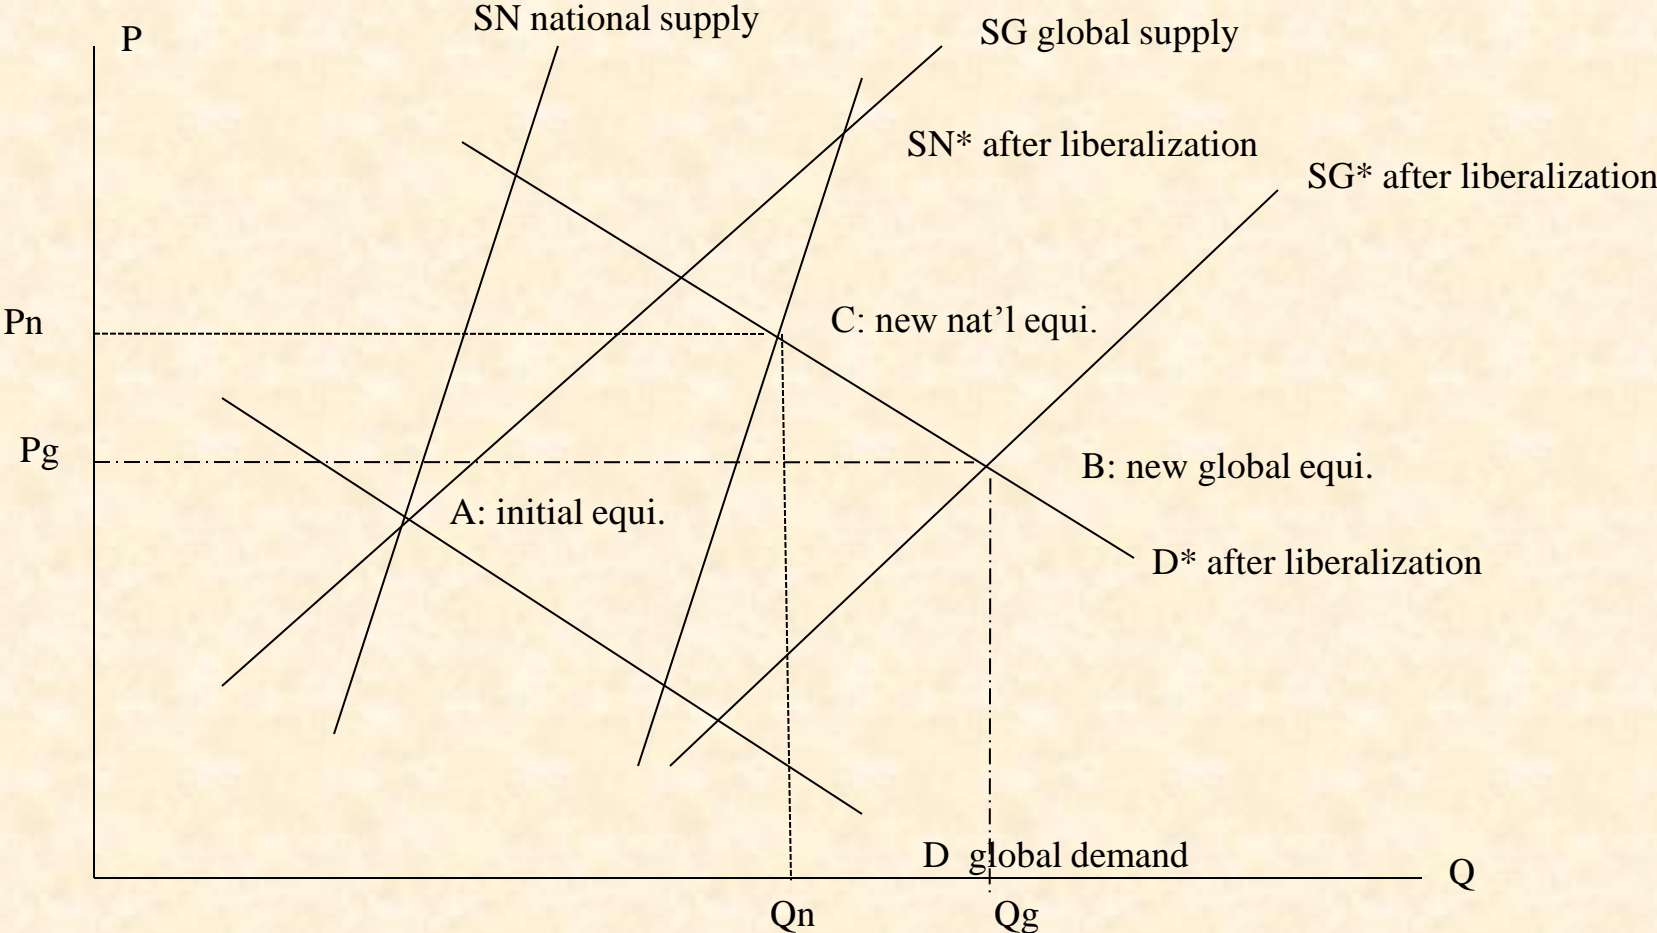 SN national supply
P
SG global supply
SN* after liberalization
SG* after liberalization
Pn
C: new nat’l equi.
Pg
B: new global equi.
A: initial equi.
D* after liberalization
D  global demand
Q
Qn
Qg